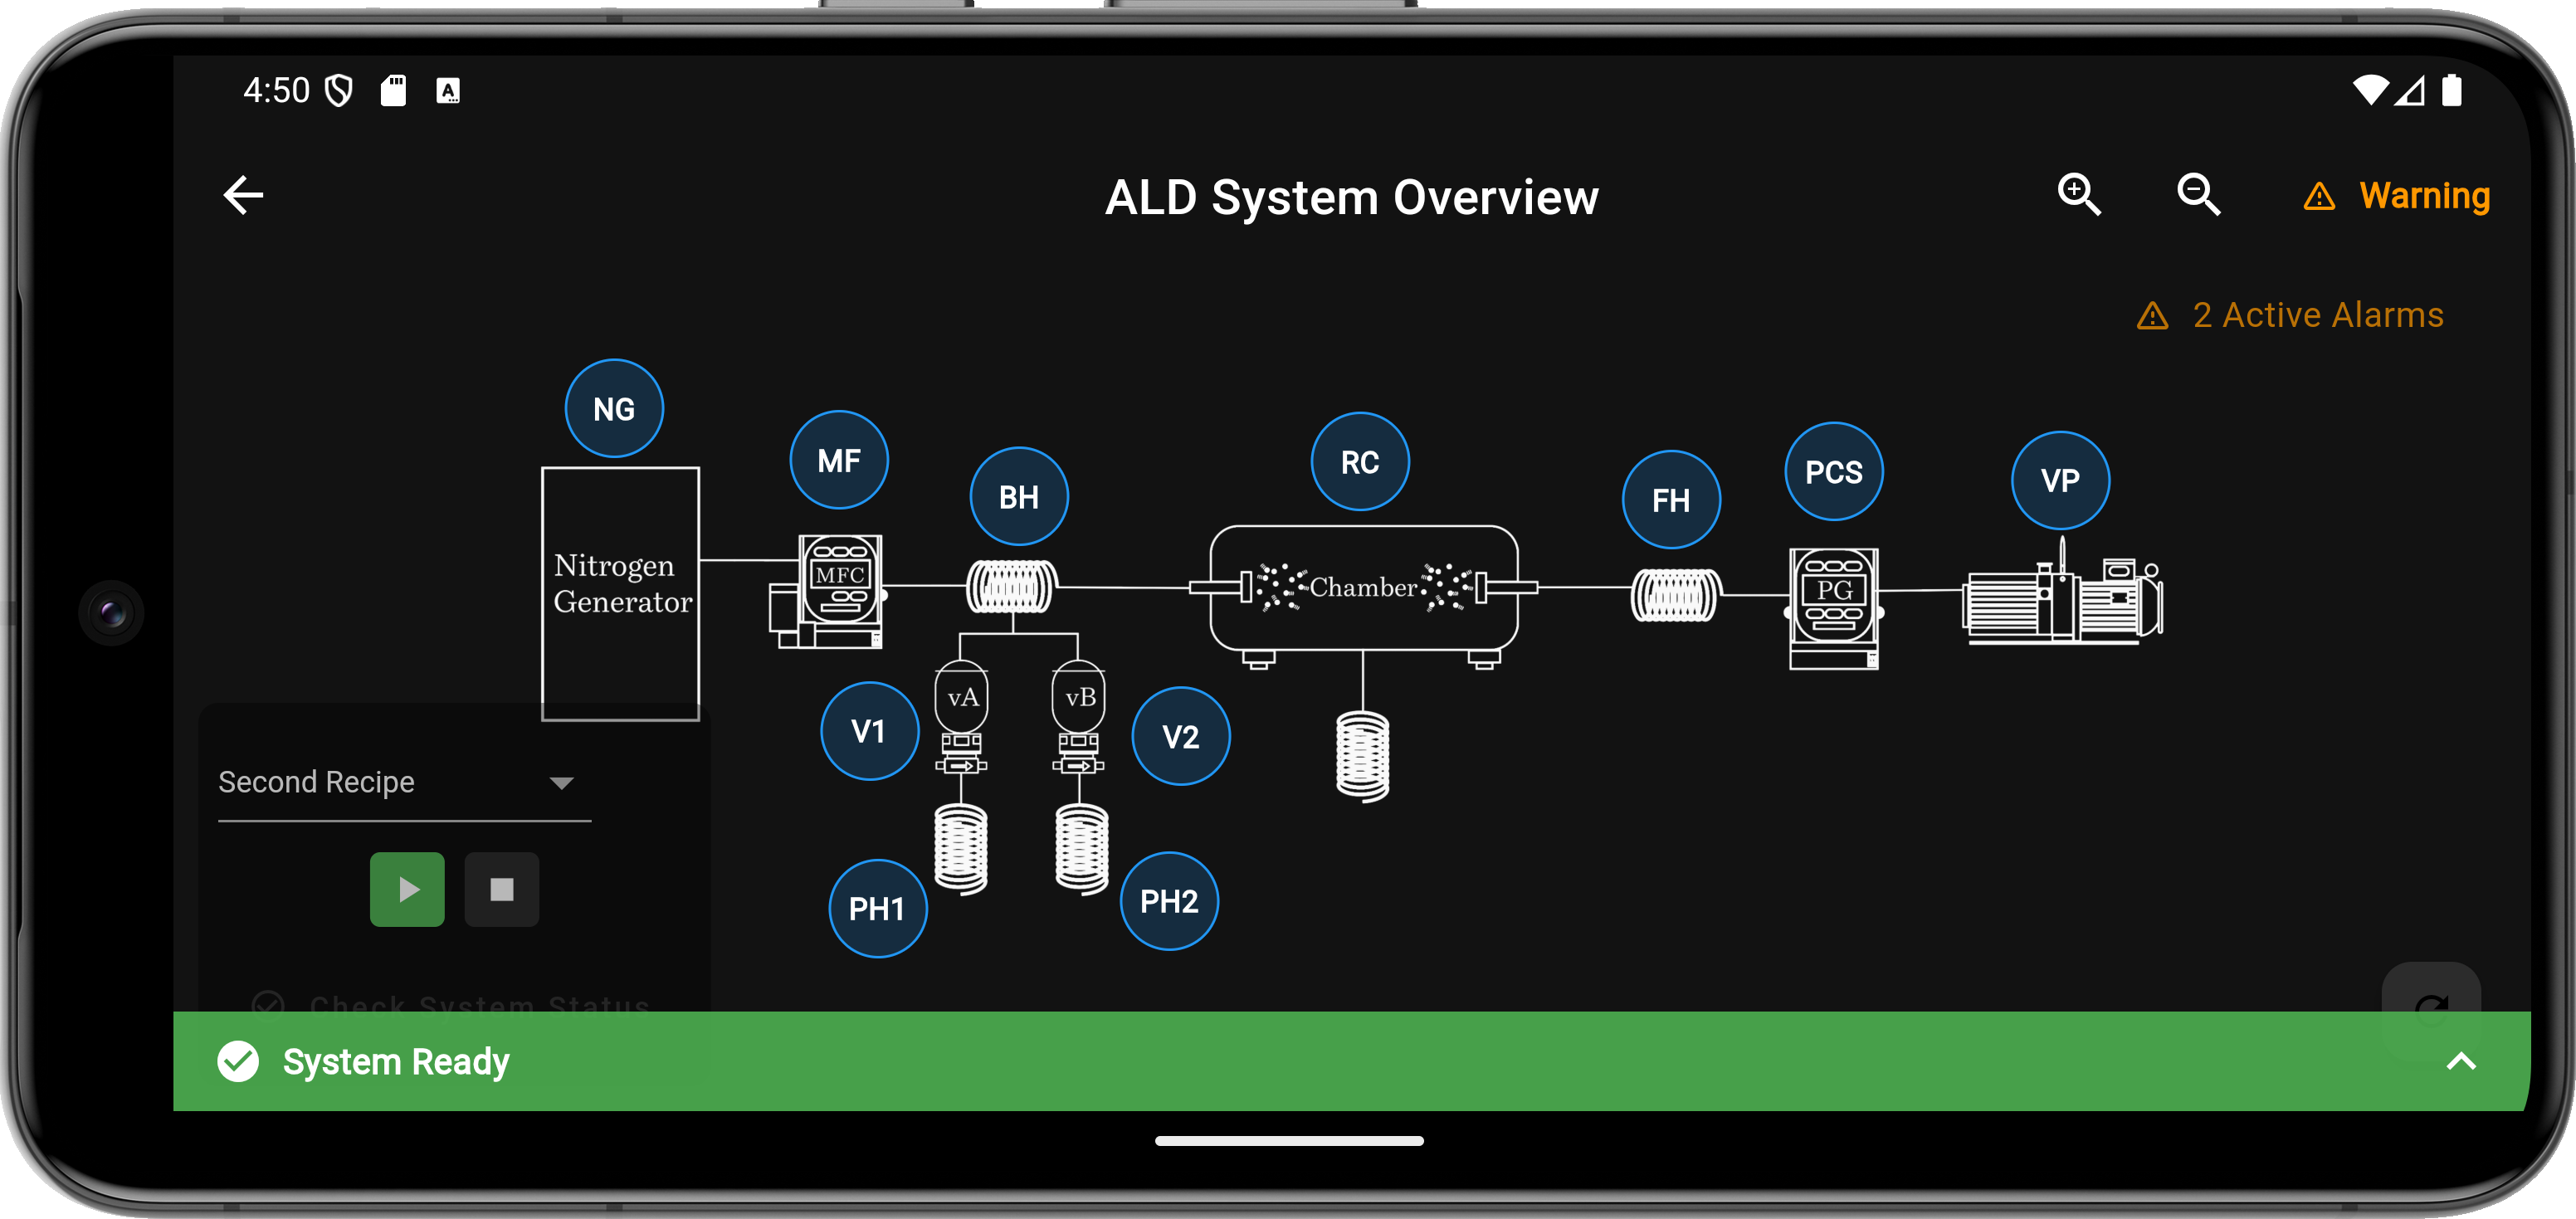 4:50
A
ALD System Overview
Warning
2 Active Alarms
NG
MF
BH
RC
FH
PCS
VP
Nitrogen
Generator
MFC
Chamber
PG
vA
vB
V1
V2
Second Recipe
PH1
PH2
Check System Status
System Ready